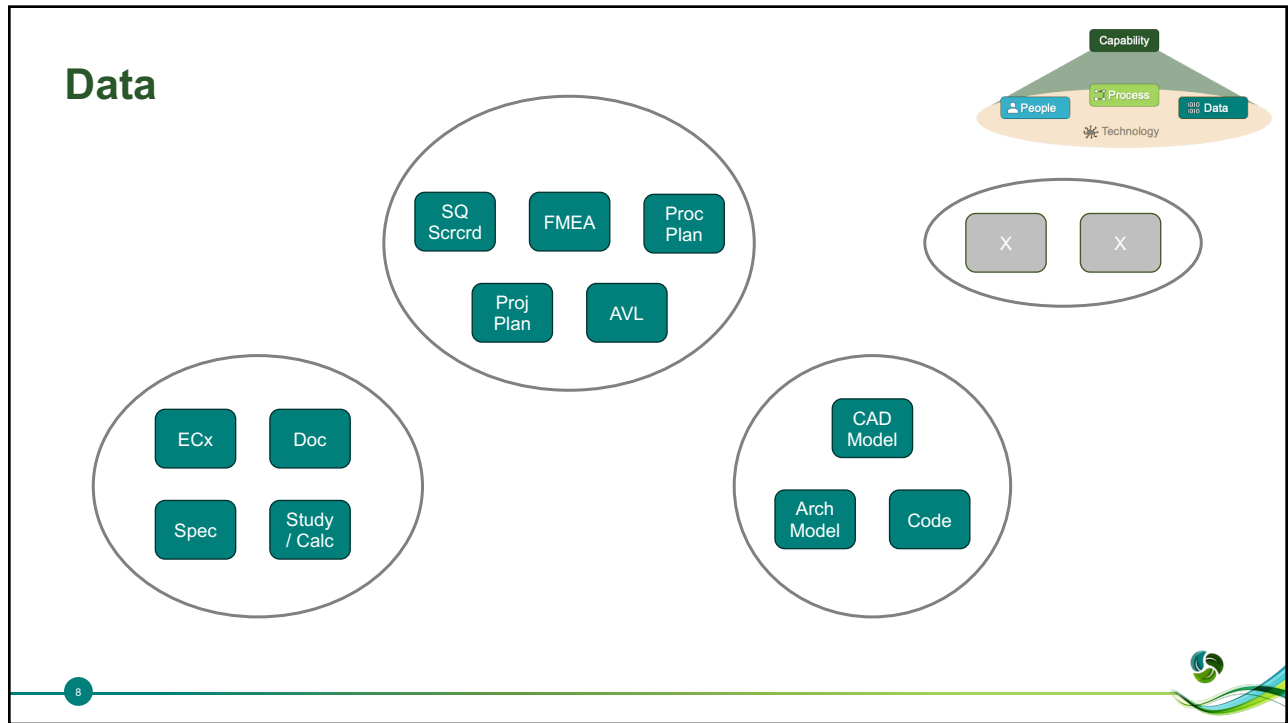 Data
Capability
People
Process
1010
1010
Data
Technology
SQ
Scrcrd
FMEA
Proc
Plan
Proj
Plan
AVL
X
X
ECx
Doc
Spec
Study
/ Calc
CAD
Model
Arch
Model
Code
8